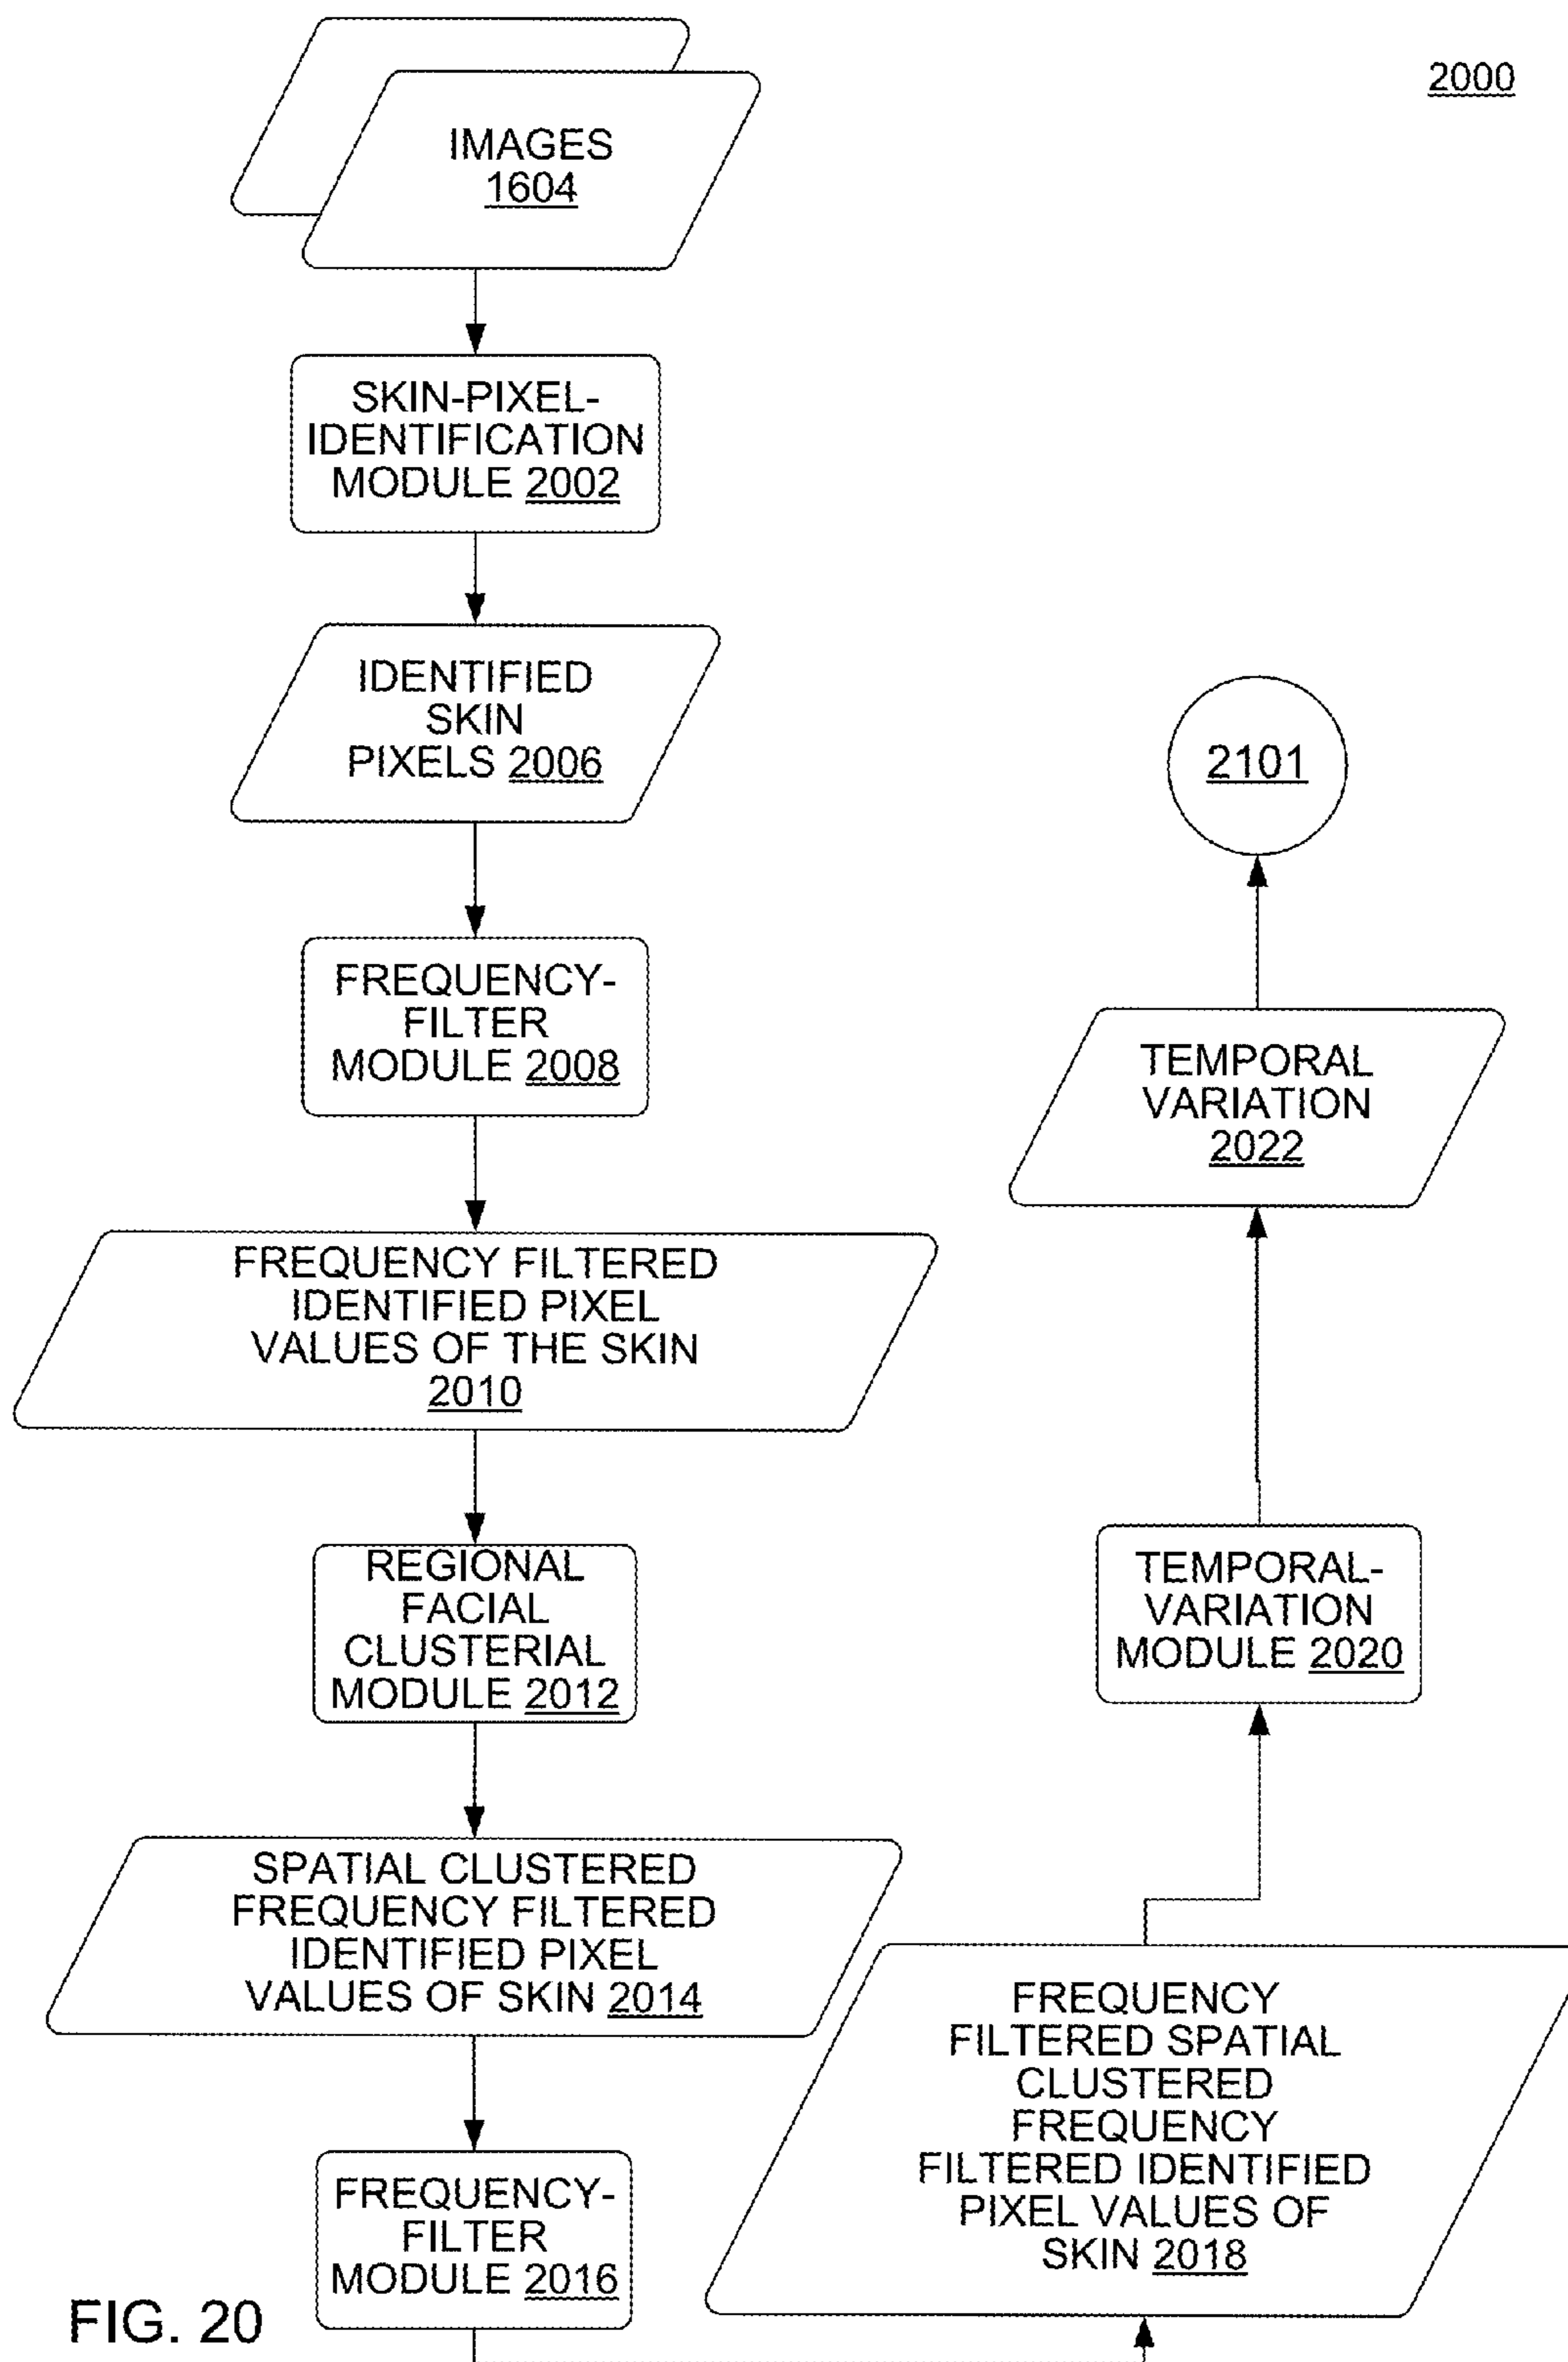 2000
IMAGES
1604
SKIN-PIXEL-
IDENTIFICATION
MODULE 2002
IDENTIFIED
SKIN
PIXELS 2006
FREQUENCY-
FILTER
MODULE 2008
FREQUENCY FILTERED
IDENTIFIED PIXEL
VALUES OF THE SKIN
2010
REGIONAL
FACIAL
CLUSTERIAL
MODULE 2012
SPATIAL CLUSTERED
FREQUENCY FILTERED
IDENTIFIED PIXEL
VALUES OF SKIN 2014
FREQUENCY-
FILTER
MODULE 2016
FREQUENCY
FILTERED SPATIAL
CLUSTERED
FREQUENCY
FILTERED IDENTIFIED
PIXEL VALUES OF
SKIN 2018
TEMPORAL-
VARIATION
MODULE 2020
TEMPORAL
VARIATION
2022
2101
FIG. 20